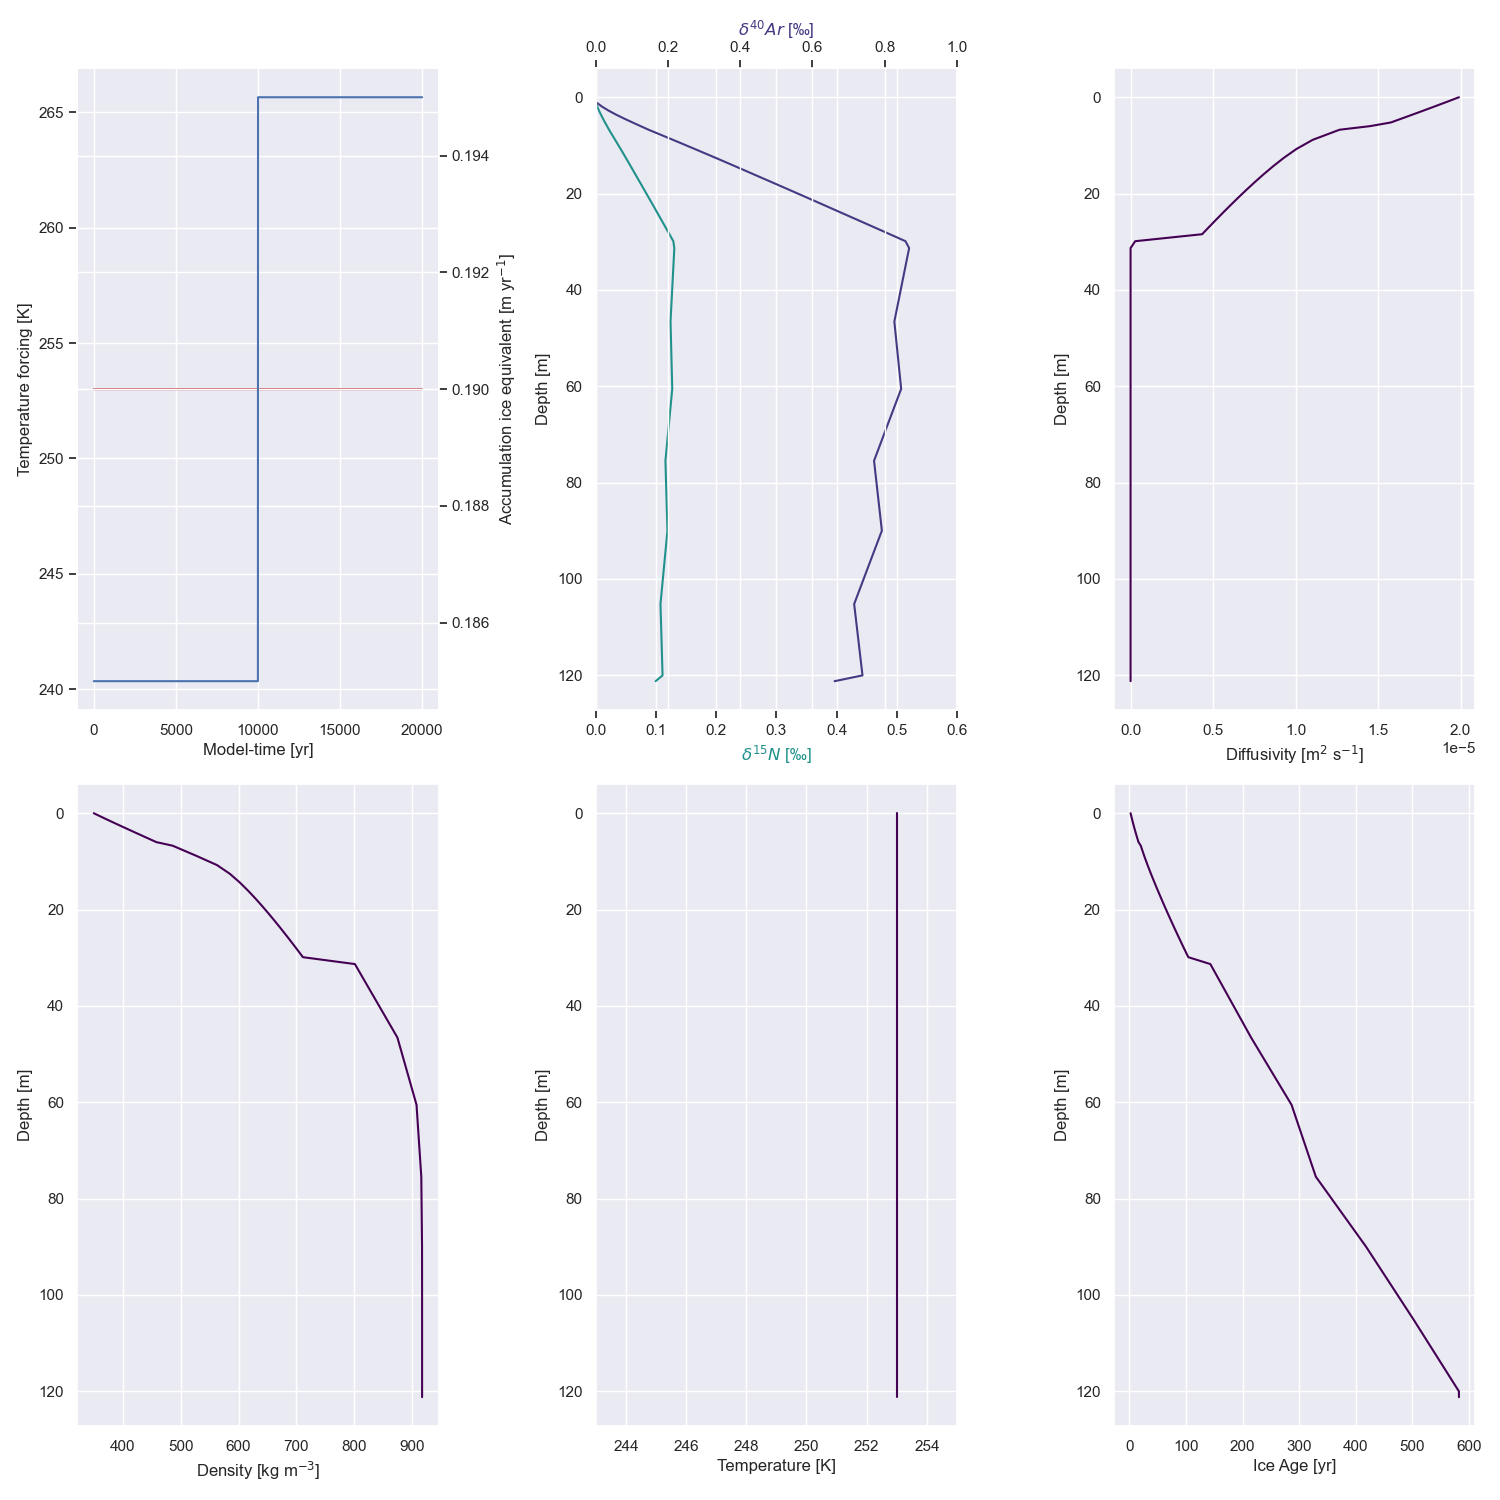 δ⁴⁰Ar [‰]
0.0 0.2 0.4 0.6 0.8 1.0
Temperature forcing [K]
265
260
255
250
245
240
0 5000 10000 15000 20000
Model-time [yr]
0.194
0.192
0.190
0.188
0.186
Accumulation ice equivalent [m yr⁻¹]
Depth [m]
0
20
40
60
80
100
120
0.0 0.1 0.2 0.3 0.4 0.5 0.6
δ¹⁵N [‰]
Depth [m]
0
20
40
60
80
100
120
0.0 0.5 1.0 1.5 2.0
1e−5
Diffusivity [m² s⁻¹]
Depth [m]
0
20
40
60
80
100
120
400 500 600 700 800 900
Density [kg m⁻³]
Depth [m]
0
20
40
60
80
100
120
244 246 248 250 252 254
Temperature [K]
Depth [m]
0
20
40
60
80
100
120
0 100 200 300 400 500 600
Ice Age [yr]